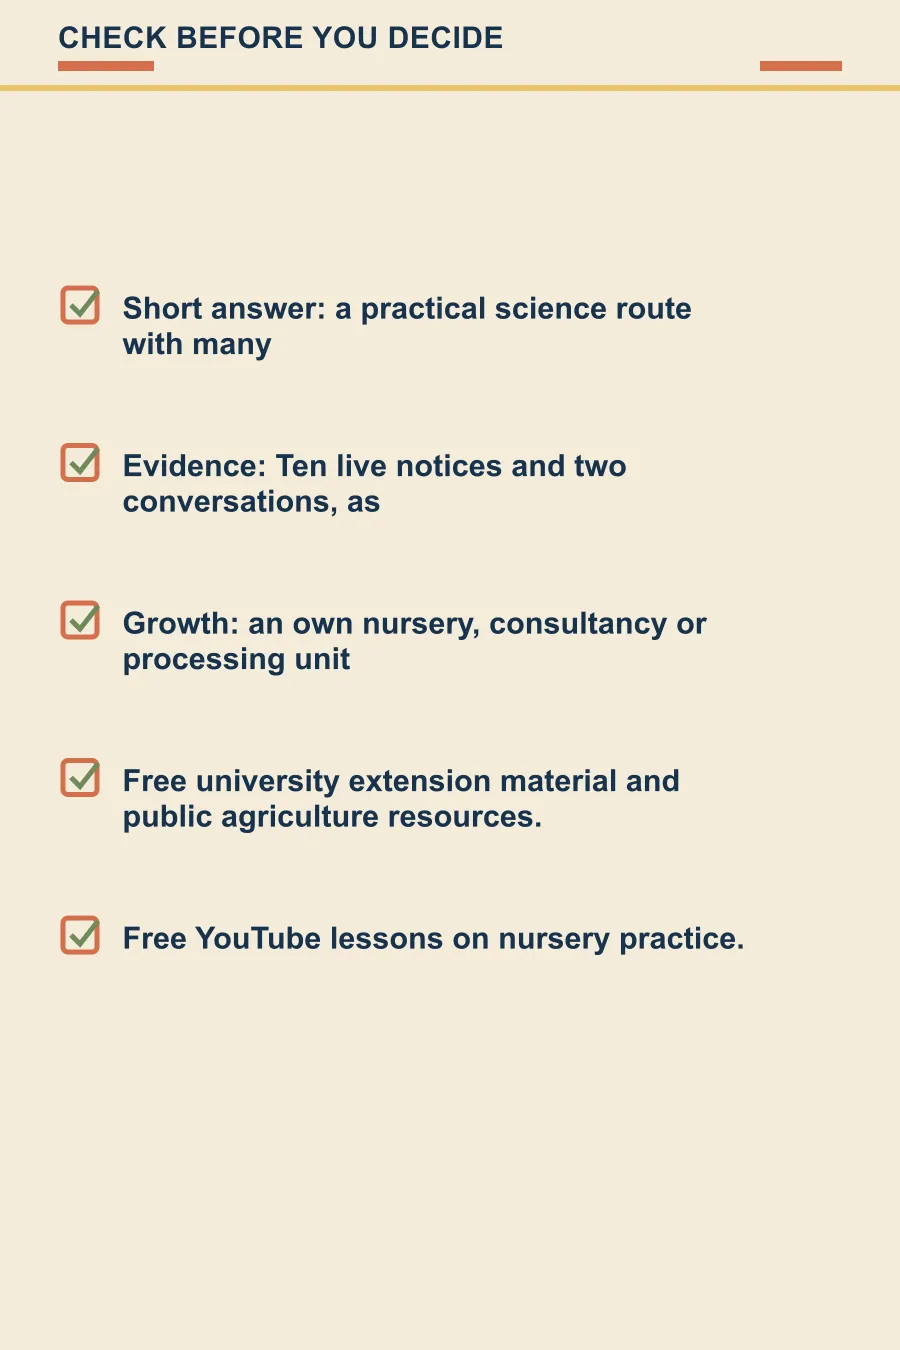 CHECK BEFORE YOU DECIDE
Short answer: a practical science route
with many
Evidence: Ten live notices and two
conversations, as
Growth: an own nursery, consultancy or
processing unit
Free university extension material and
public agriculture resources.
Free YouTube lessons on nursery practice.